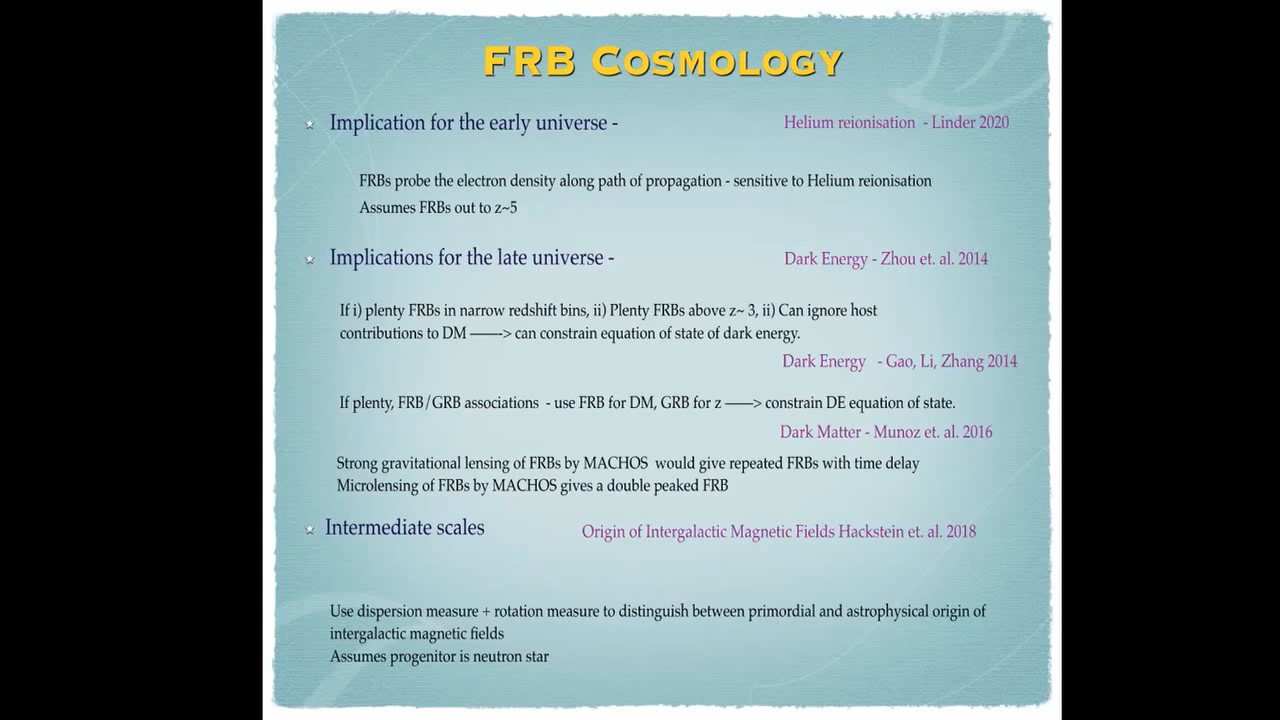 FRB Cosmology
Implication for the early universe -
Helium reionisation - Linder 2020
FRBs probe the electron density along path of propagation - sensitive to Helium reionisation
Assumes FRBs out to z~5
Implications for the late universe -
Dark Energy - Zhou et. al. 2014
If i) plenty FRBs in narrow redshift bins, ii) Plenty FRBs above z~ 3, ii) Can ignore host
contributions to DM ——-> can constrain equation of state of dark energy.
Dark Energy - Gao, Li, Zhang 2014
If plenty, FRB/GRB associations - use FRB for DM, GRB for z ——> constrain DE equation of state.
Dark Matter - Munoz et. al. 2016
Strong gravitational lensing of FRBs by MACHOS would give repeated FRBs with time delay
Microlensing of FRBs by MACHOS gives a double peaked FRB
Intermediate scales
Origin of Intergalactic Magnetic Fields Hackstein et. al. 2018
Use dispersion measure + rotation measure to distinguish between primordial and astrophysical origin of
intergalactic magnetic fields
Assumes progenitor is neutron star